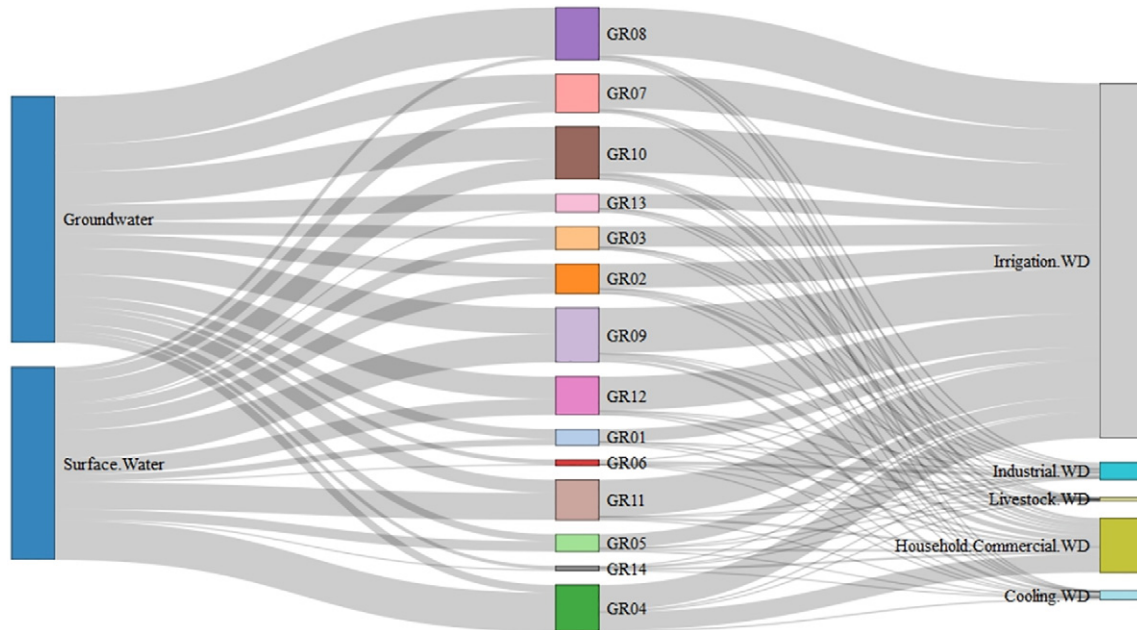 Groundwater
Surface.Water
GR08
GR07
GR10
GR13
GR03
GR02
GR09
GR12
GR01
GR06
GR11
GR05
GR14
GR04
Irrigation.WD
Industrial.WD
Livestock.WD
Household.Commercial.WD
Cooling.WD